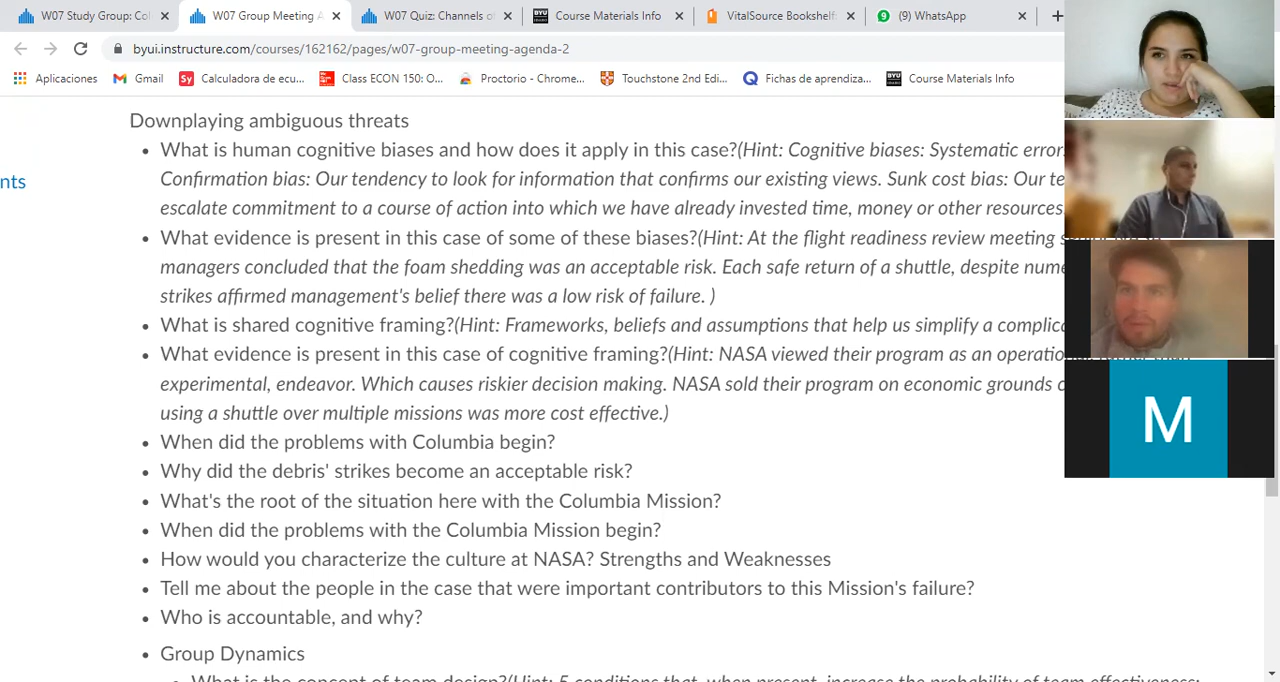 W07 Study Group: Col
W07 Group Meeting A
W07 Quiz: Channels of
Course Materials Info
VitalSource Bookshelf:
(9) WhatsApp
byui.instructure.com/courses/162162/pages/w07-group-meeting-agenda-2
Aplicaciones
Gmail
Sy
Calculadora de ecu...
Class ECON 150: O...
Proctorio - Chrome...
Touchstone 2nd Edi...
Fichas de aprendiza...
Course Materials Info
Downplaying ambiguous threats
• What is human cognitive biases and how does it apply in this case?(Hint: Cognitive biases: Systematic error
nts
Confirmation bias: Our tendency to look for information that confirms our existing views. Sunk cost bias: Our te
escalate commitment to a course of action into which we have already invested time, money or other resources
• What evidence is present in this case of some of these biases?(Hint: At the flight readiness review meeting
managers concluded that the foam shedding was an acceptable risk. Each safe return of a shuttle, despite nume
strikes affirmed management's belief there was a low risk of failure. )
• What is shared cognitive framing?(Hint: Frameworks, beliefs and assumptions that help us simplify a complic
• What evidence is present in this case of cognitive framing?(Hint: NASA viewed their program as an
experimental, endeavor. Which causes riskier decision making. NASA sold their program on economic grounds
using a shuttle over multiple missions was more cost effective.)
• When did the problems with Columbia begin?
• Why did the debris' strikes become an acceptable risk?
• What's the root of the situation here with the Columbia Mission?
• When did the problems with the Columbia Mission begin?
• How would you characterize the culture at NASA? Strengths and Weaknesses
• Tell me about the people in the case that were important contributors to this Mission's failure?
• Who is accountable, and why?
• Group Dynamics
M